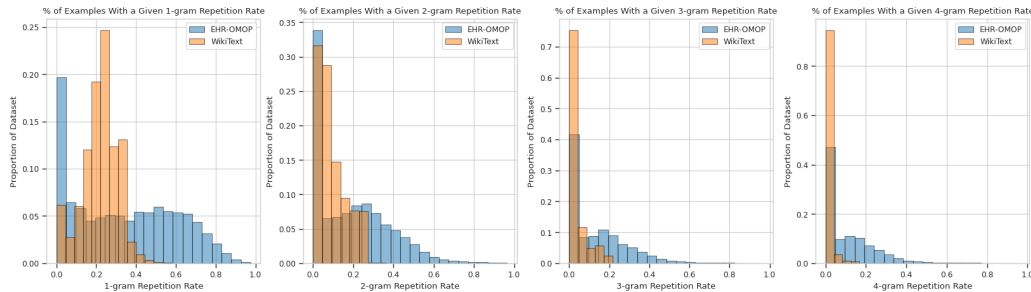 % of Examples With a Given 1-gram Repetition Rate
EHR-OMOP
WikiText
Proportion of Dataset
0.25
0.20
0.15
0.10
0.05
0.00
0.0 0.2 0.4 0.6 0.8 1.0
1-gram Repetition Rate
% of Examples With a Given 2-gram Repetition Rate
EHR-OMOP
WikiText
Proportion of Dataset
0.35
0.30
0.25
0.20
0.15
0.10
0.05
0.00
0.0 0.2 0.4 0.6 0.8 1.0
2-gram Repetition Rate
% of Examples With a Given 3-gram Repetition Rate
EHR-OMOP
WikiText
Proportion of Dataset
0.7
0.6
0.5
0.4
0.3
0.2
0.1
0.0
0.0 0.2 0.4 0.6 0.8 1.0
3-gram Repetition Rate
% of Examples With a Given 4-gram Repetition Rate
EHR-OMOP
WikiText
Proportion of Dataset
0.8
0.6
0.4
0.2
0.0
0.0 0.2 0.4 0.6 0.8 1.0
4-gram Repetition Rate